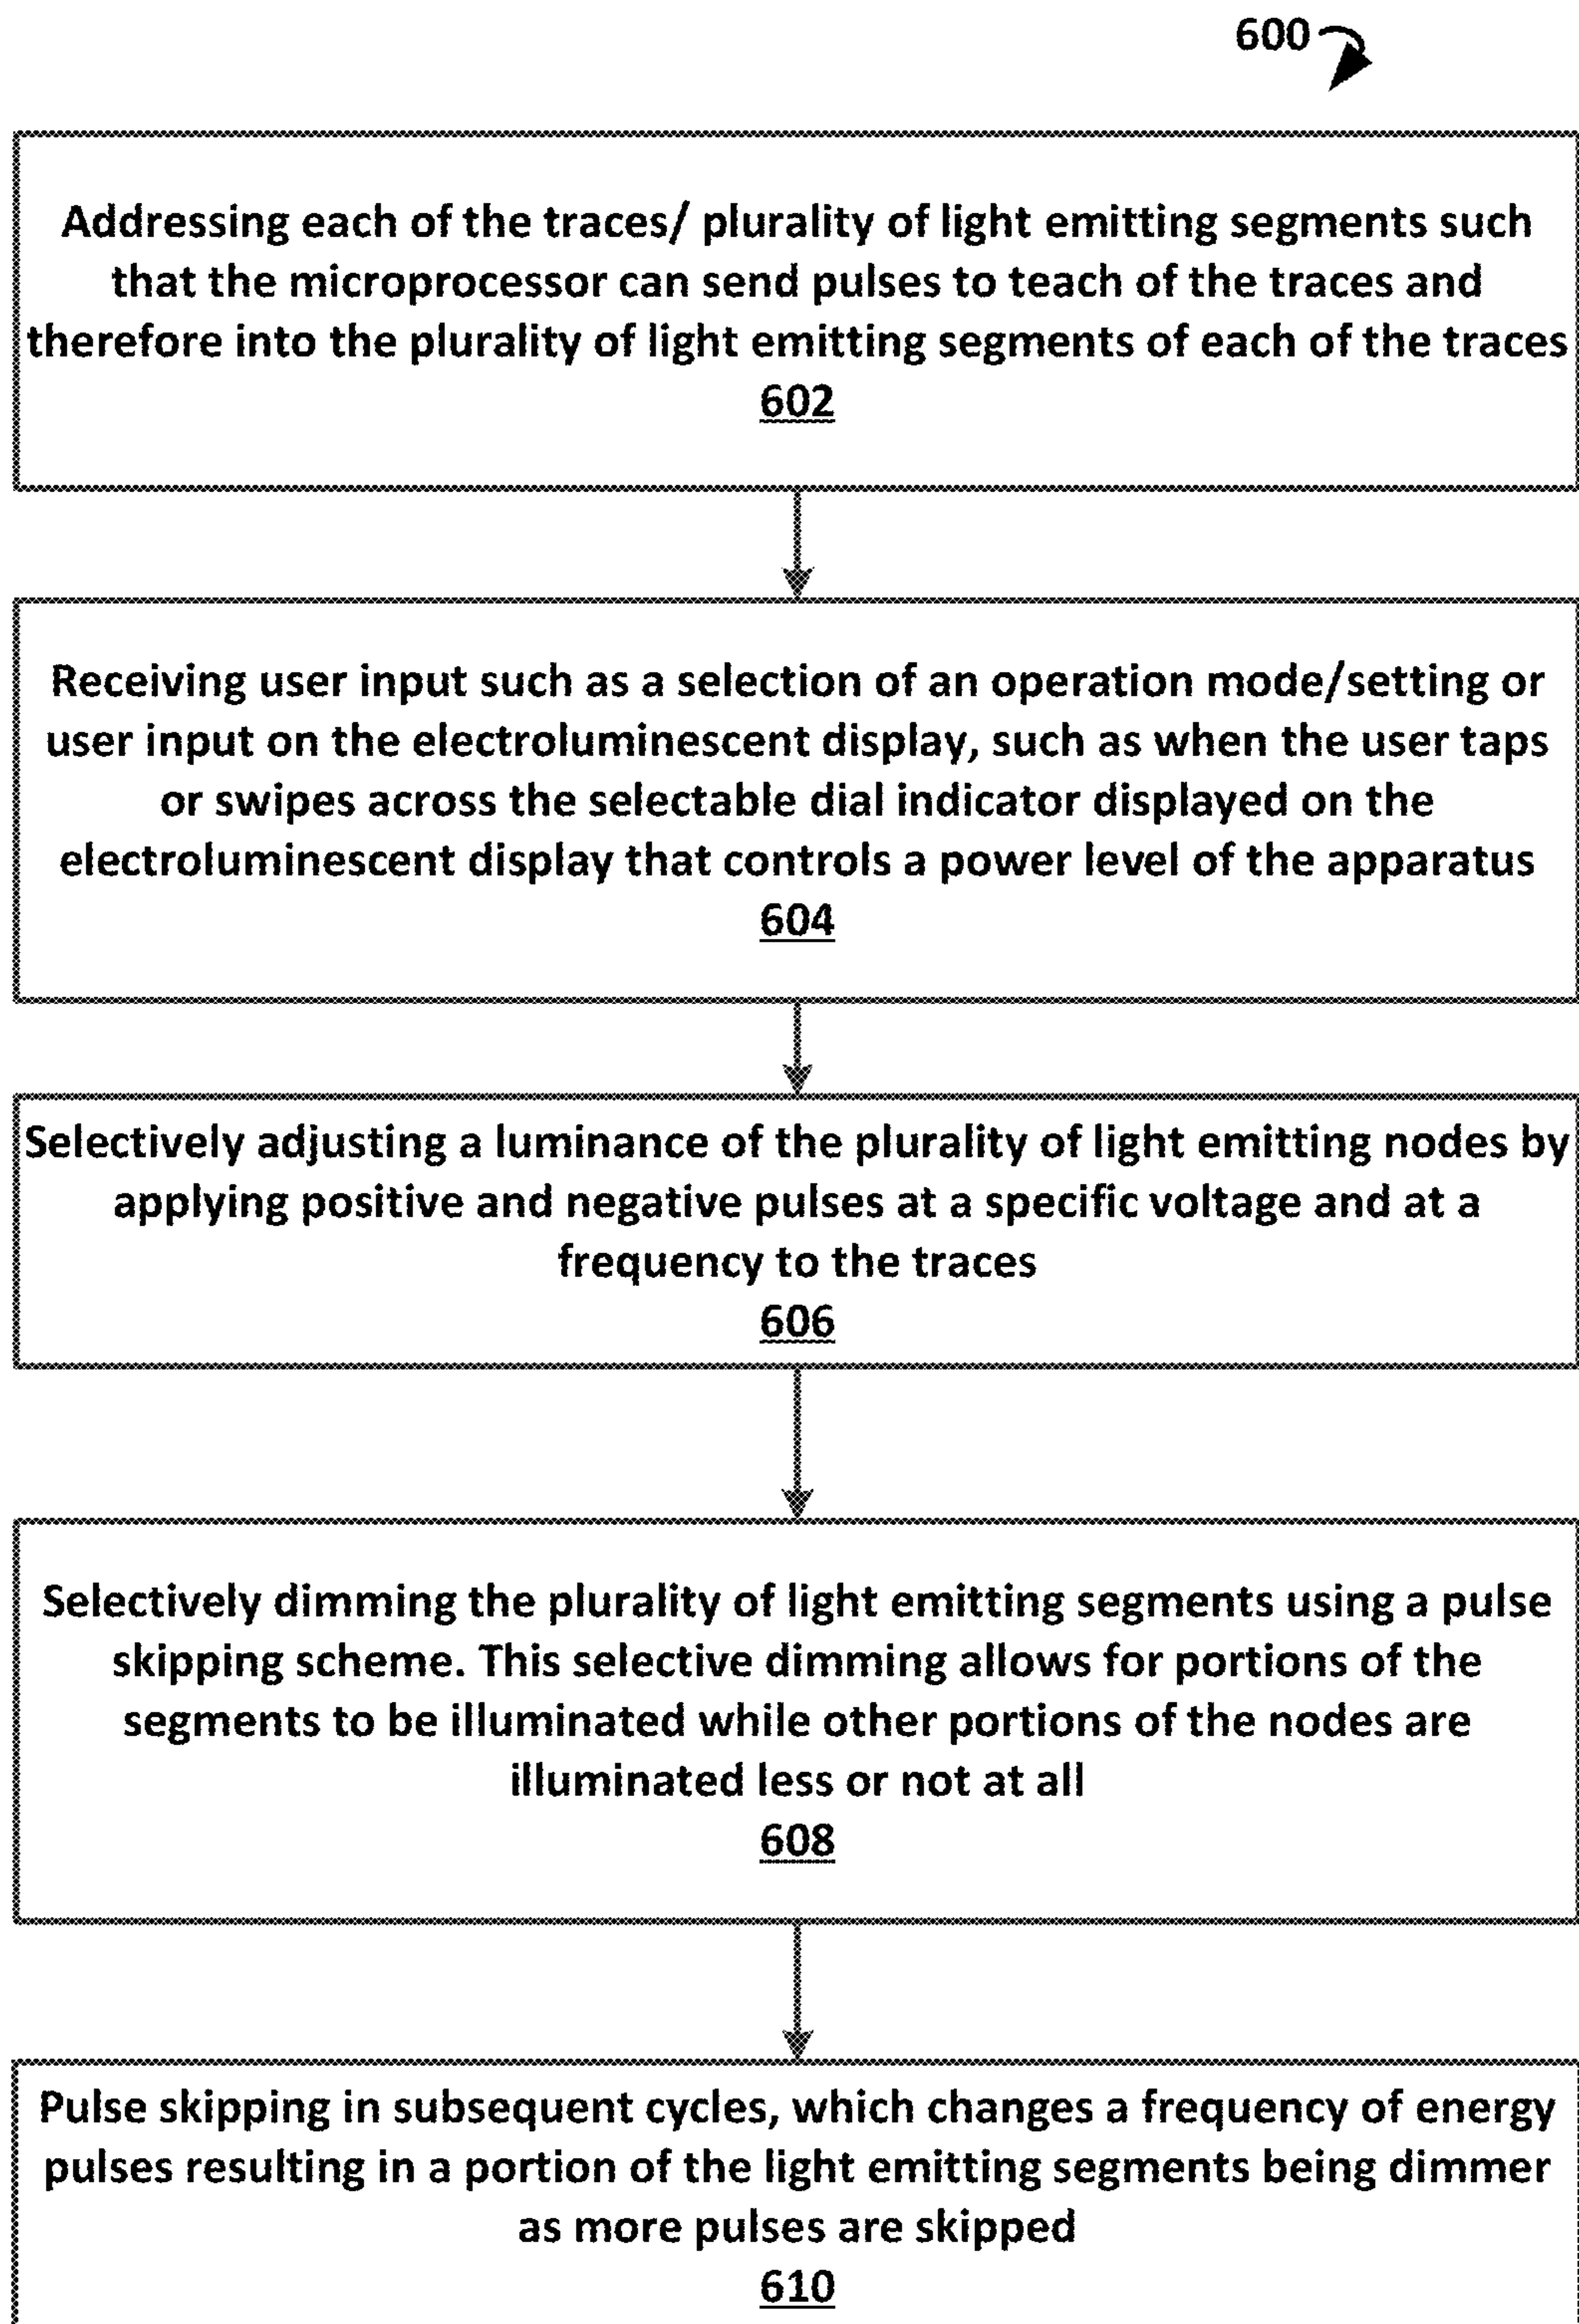 600
Addressing each of the traces/ plurality of light emitting segments such
that the microprocessor can send pulses to teach of the traces and
therefore into the plurality of light emitting segments of each of the traces
602
Receiving user input such as a selection of an operation mode/setting or
user input on the electroluminescent display, such as when the user taps
or swipes across the selectable dial indicator displayed on the
electroluminescent display that controls a power level of the apparatus
604
Selectively adjusting a luminance of the plurality of light emitting nodes by
applying positive and negative pulses at a specific voltage and at a
frequency to the traces
606
Selectively dimming the plurality of light emitting segments using a pulse
skipping scheme. This selective dimming allows for portions of the
segments to be illuminated while other portions of the nodes are
illuminated less or not at all
608
Pulse skipping in subsequent cycles, which changes a frequency of energy
pulses resulting in a portion of the light emitting segments being dimmer
as more pulses are skipped
610